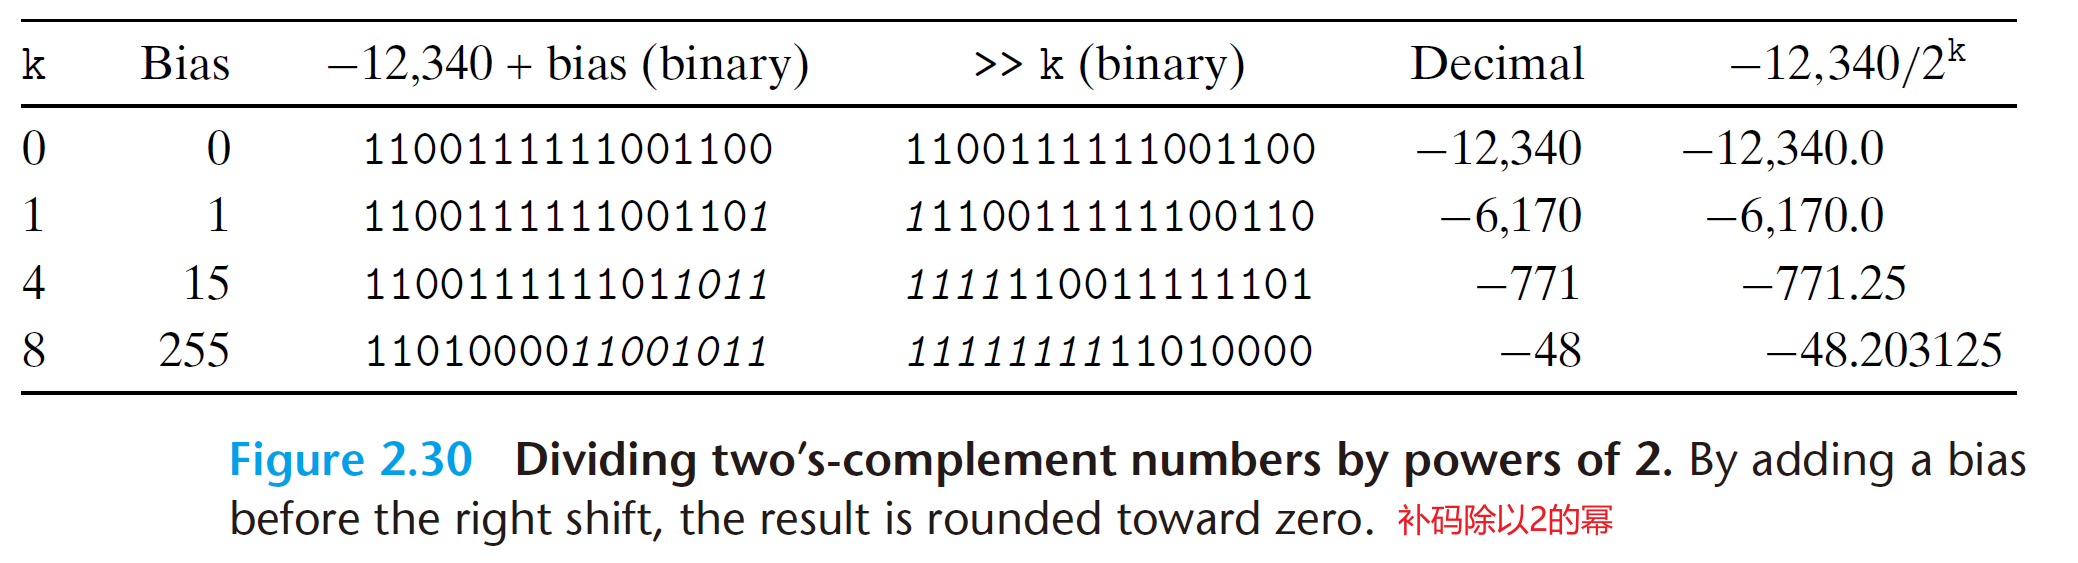 k Bias −12,340 + bias (binary) >> k (binary) Decimal −12,340/2^k
0 0 1100111111001100 1100111111001100 −12,340 −12,340.0
1 1 1100111111001101 1110011111100110 −6,170 −6,170.0
4 15 1100111111011011 1111110011111101 −771 −771.25
8 255 1101000011001011 1111111111010000 −48 −48.203125
Figure 2.30 Dividing two’s-complement numbers by powers of 2. By adding a bias
before the right shift, the result is rounded toward zero. 补码除以2的幂